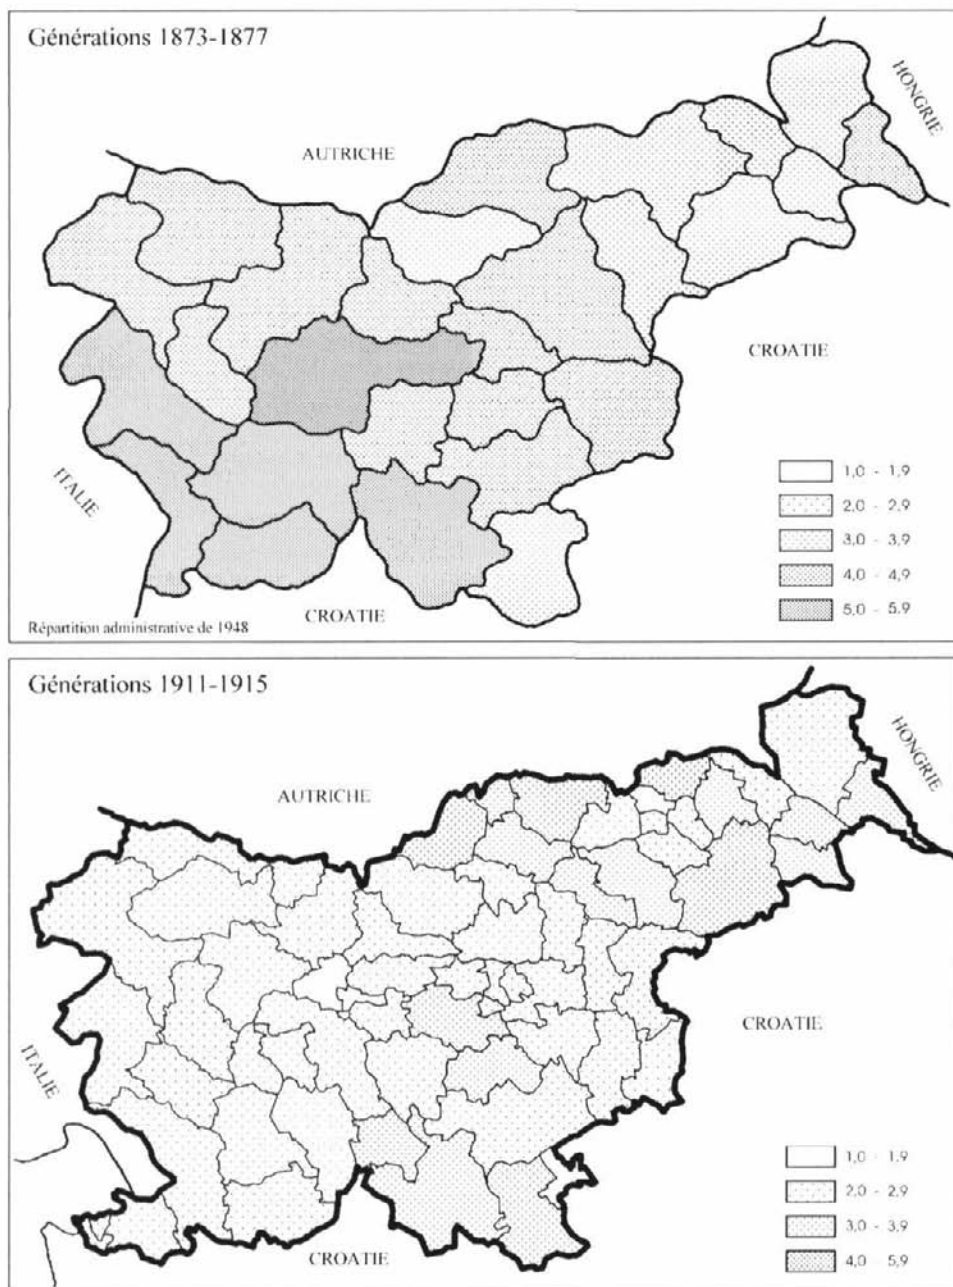 Générations 1873-1877
AUTRICHE
HONGRIE
CROATIE
ITALIE
CROATIE
1,0 - 1,9
2,0 - 2,9
3,0 - 3,9
4,0 - 4,9
5,0 - 5,9
Répartition administrative de 1948
Générations 1911-1915
AUTRICHE
HONGRIE
CROATIE
ITALIE
CROATIE
1,0 - 1,9
2,0 - 2,9
3,0 - 3,9
4,0 - 5,9